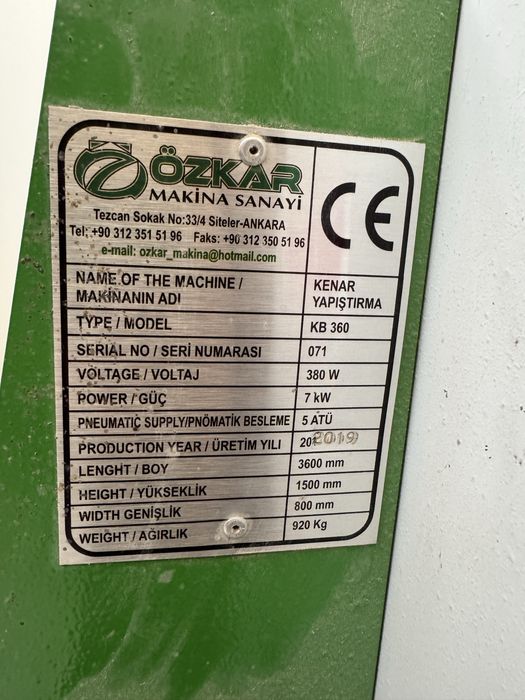 ÖZKAR
MAKİNA SANAYİ
Tezcan Sokak No:33/4 Siteler-ANKARA
Tel; +90 312 351 51 96 Faks: +90 312 350 51 96
e-mail: ozkar_makina@hotmail.com
CE
NAME OF THE MACHINE / MAKİNANIN ADI KENAR YAPIŞTIRMA
TYPE / MODEL KB 360
SERIAL NO / SERİ NUMARASI 071
VOLTAGE / VOLTAJ 380 W
POWER / GÜÇ 7 kW
PNEUMATIC SUPPLY/PNÖMATİK BESLEME 5 ATÜ
PRODUCTION YEAR / ÜRETİM YILI 201 2019
LENGHT / BOY 3600 mm
HEIGHT / YÜKSEKLİK 1500 mm
WIDTH GENİŞLİK 800 mm
WEIGHT / AĞIRLIK 920 Kg